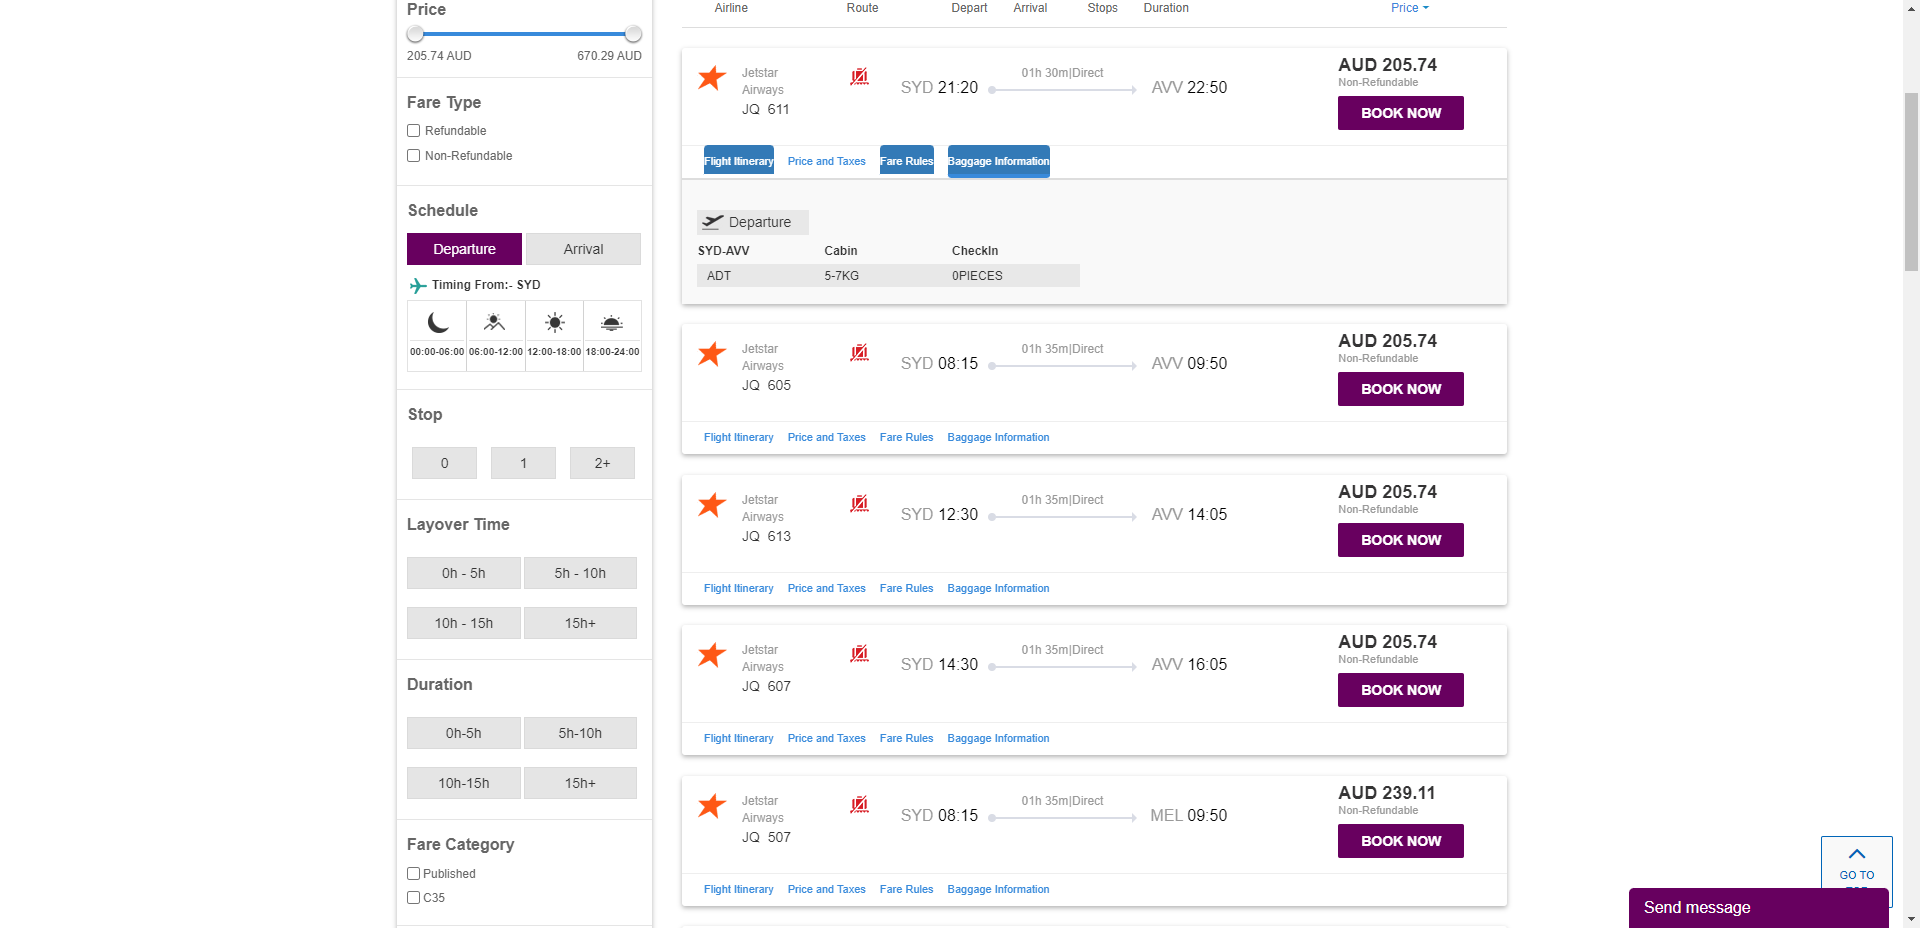 Price
205.74 AUD 670.29 AUD
Fare Type
Refundable
Non-Refundable
Schedule
Departure Arrival
Timing From:- SYD
00:00-06:00 06:00-12:00 12:00-18:00 18:00-24:00
Stop
0 1 2+
Layover Time
0h - 5h 5h - 10h
10h - 15h 15h+
Duration
0h-5h 5h-10h
10h-15h 15h+
Fare Category
Published
C35
Airline Route Depart Arrival Stops Duration Price
Jetstar
Airways
JQ 611
SYD 21:20
01h 30m|Direct
AVV 22:50
AUD 205.74
Non-Refundable
BOOK NOW
Flight Itinerary Price and Taxes Fare Rules Baggage Information
Departure
SYD-AVV Cabin CheckIn
ADT 5-7KG 0PIECES
Jetstar
Airways
JQ 605
SYD 08:15
01h 35m|Direct
AVV 09:50
AUD 205.74
Non-Refundable
BOOK NOW
Flight Itinerary Price and Taxes Fare Rules Baggage Information
Jetstar
Airways
JQ 613
SYD 12:30
01h 35m|Direct
AVV 14:05
AUD 205.74
Non-Refundable
BOOK NOW
Flight Itinerary Price and Taxes Fare Rules Baggage Information
Jetstar
Airways
JQ 607
SYD 14:30
01h 35m|Direct
AVV 16:05
AUD 205.74
Non-Refundable
BOOK NOW
Flight Itinerary Price and Taxes Fare Rules Baggage Information
Jetstar
Airways
JQ 507
SYD 08:15
01h 35m|Direct
MEL 09:50
AUD 239.11
Non-Refundable
BOOK NOW
Flight Itinerary Price and Taxes Fare Rules Baggage Information
GO TO
Send message